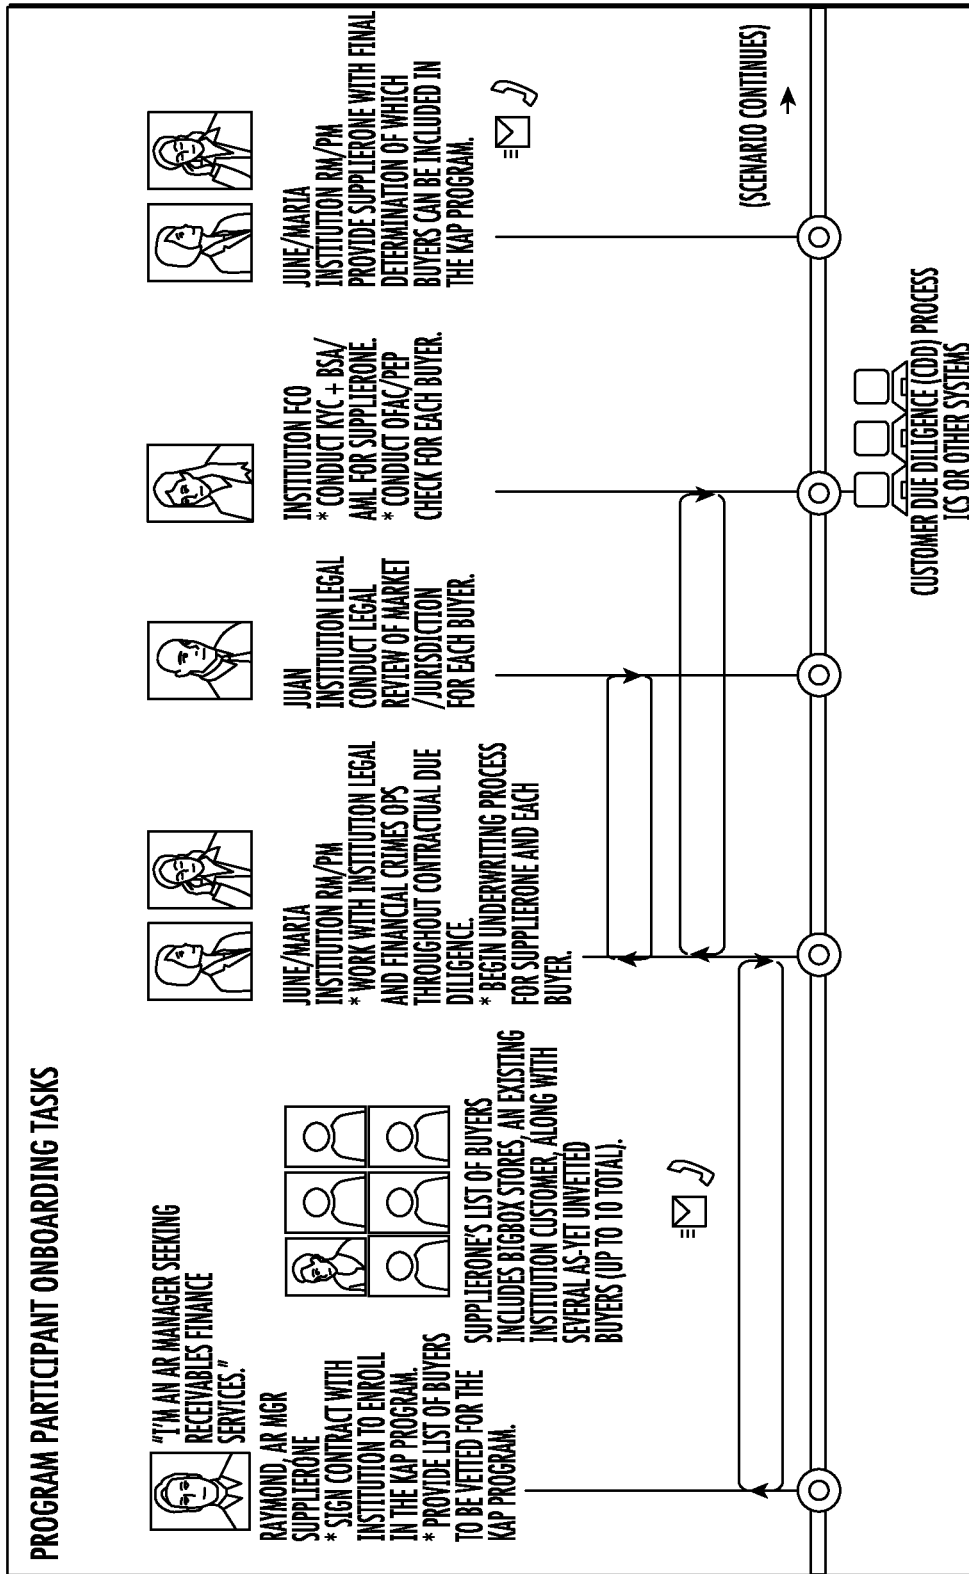 PROGRAM PARTICIPANT ONBOARDING TASKS
"I'M AN AR MANAGER SEEKING
RECEIVABLES FINANCE
SERVICES."
RAYMOND, AR MGR
SUPPLIERONE
* SIGN CONTRACT WITH
INSTITUTION TO ENROLL
IN THE KAP PROGRAM.
* PROVIDE LIST OF BUYERS
TO BE VETTED FOR THE
KAP PROGRAM.
SUPPLIERONE'S LIST OF BUYERS
INCLUDES BIGBOX STORES, AN EXISTING
INSTITUTION CUSTOMER, ALONG WITH
SEVERAL AS-YET UNVETTED
BUYERS (UP TO 10 TOTAL).
JUNE/MARIA
INSTITUTION RM/PM
* WORK WITH INSTITUTION LEGAL
AND FINANCIAL CRIMES OPS
THROUGHOUT CONTRACTUAL DUE
DILIGENCE.
* BEGIN UNDERWRITING PROCESS
FOR SUPPLIERONE AND EACH
BUYER.
JUAN
INSTITUTION LEGAL
CONDUCT LEGAL
REVIEW OF MARKET
/JURISDICTION
FOR EACH BUYER.
INSTITUTION FCO
* CONDUCT KYC + BSA/
AML FOR SUPPLIERONE.
* CONDUCT OFAC/PEP
CHECK FOR EACH BUYER.
JUNE/MARIA
INSTITUTION RM/PM
PROVIDE SUPPLIERONE WITH FINAL
DETERMINATION OF WHICH
BUYERS CAN BE INCLUDED IN
THE KAP PROGRAM.
(SCENARIO CONTINUES)
CUSTOMER DUE DILIGENCE (CDD) PROCESS
ICS OR OTHER SYSTEMS